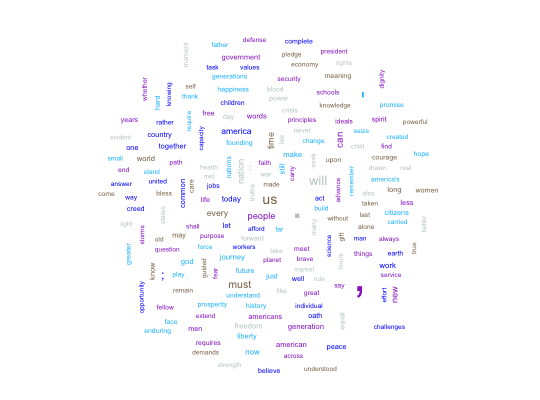 father defense complete
moment government pledge president
task values economy rights
whether knowing self generations security meaning dignity
hard thank happiness blood schools '
power promise
require children crisis knowledge
years rather free day words principles ideals spirit powerful
evident country capacity america time never can seize created
one together founding law change child find
small world path nations nation . faith still make seek upon courage hope
end stand health war carry remember drawn real
answer united care met jobs truths made will advance america's
come way bless common life today us act also long women
creed states every people . build taken less
light storms shall let afford far many without last citizens carried
old may purpose forward science gift alone true better
question force workers take meet hours man always
know god guided fear journey planet brave things earth
greater ; play future just market well rule work service
opportunity remain must like great say , effort new
understand
fellow prosperity history individual
extend americans oath equal
enduring face men freedom generation challenges
liberty
requires now american peace
demands across
strength believe understood